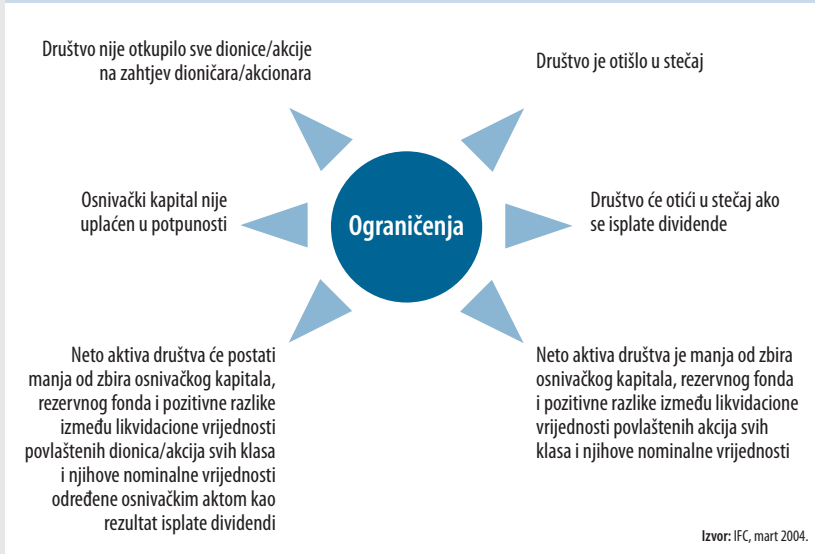 Društvo nije otkupilo sve dionice/akcije
na zahtjev dioničara/akcionara
Društvo je otišlo u stečaj
Osnivački kapital nije
uplaćen u potpunosti
Ograničenja
Društvo će otići u stečaj ako
se isplate dividende
Neto aktiva društva će postati
manja od zbira osnivačkog kapitala,
rezervnog fonda i pozitivne razlike
između likvidacione vrijednosti
povlaštenih dionica/akcija svih klasa
i njihove nominalne vrijednosti
određene osnivačkim aktom kao
rezultat isplate dividendi
Neto aktiva društva je manja od zbira
osnivačkog kapitala, rezervnog fonda
i pozitivne razlike između likvidacione
vrijednosti povlaštenih akcija svih
klasa i njihove nominalne vrijednosti
Izvor: IFC, mart 2004.